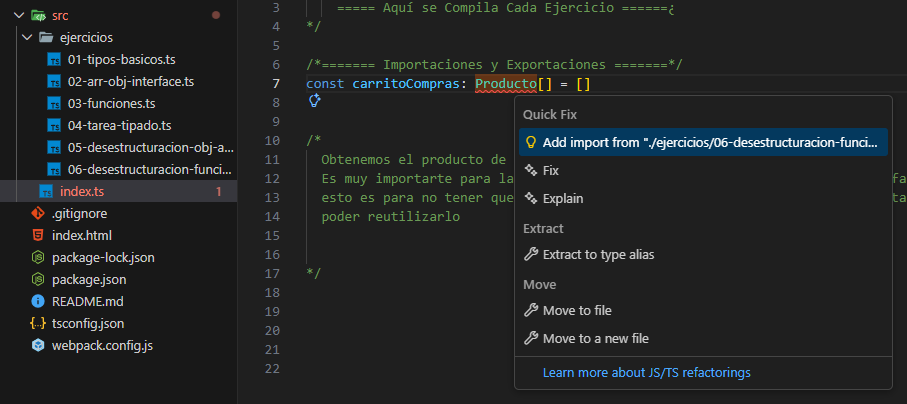 src
ejercicios
01-tipos-basicos.ts
02-arr-obj-interface.ts
03-funciones.ts
04-tarea-tipado.ts
05-desestructuracion-obj-a...
06-desestructuracion-funci...
index.ts 1
.gitignore
index.html
package-lock.json
package.json
README.md
tsconfig.json
webpack.config.js
3 ===== Aquí se Compila Cada Ejercicio ======¿
4 */
5
6 /*======= Importaciones y Exportaciones =======*/
7 const carritoCompras: Producto[] = []
8
9
10 /*
11 Obtenemos el producto de
12 Es muy importante para la
13 esto es para no tener que
14 poder reutilizarlo
15
16
17 */
18
19
20
21
22
Quick Fix
Add import from "./ejercicios/06-desestructuracion-funci...
Fix
Explain
Extract
Extract to type alias
Move
Move to file
Move to a new file
Learn more about JS/TS refactorings